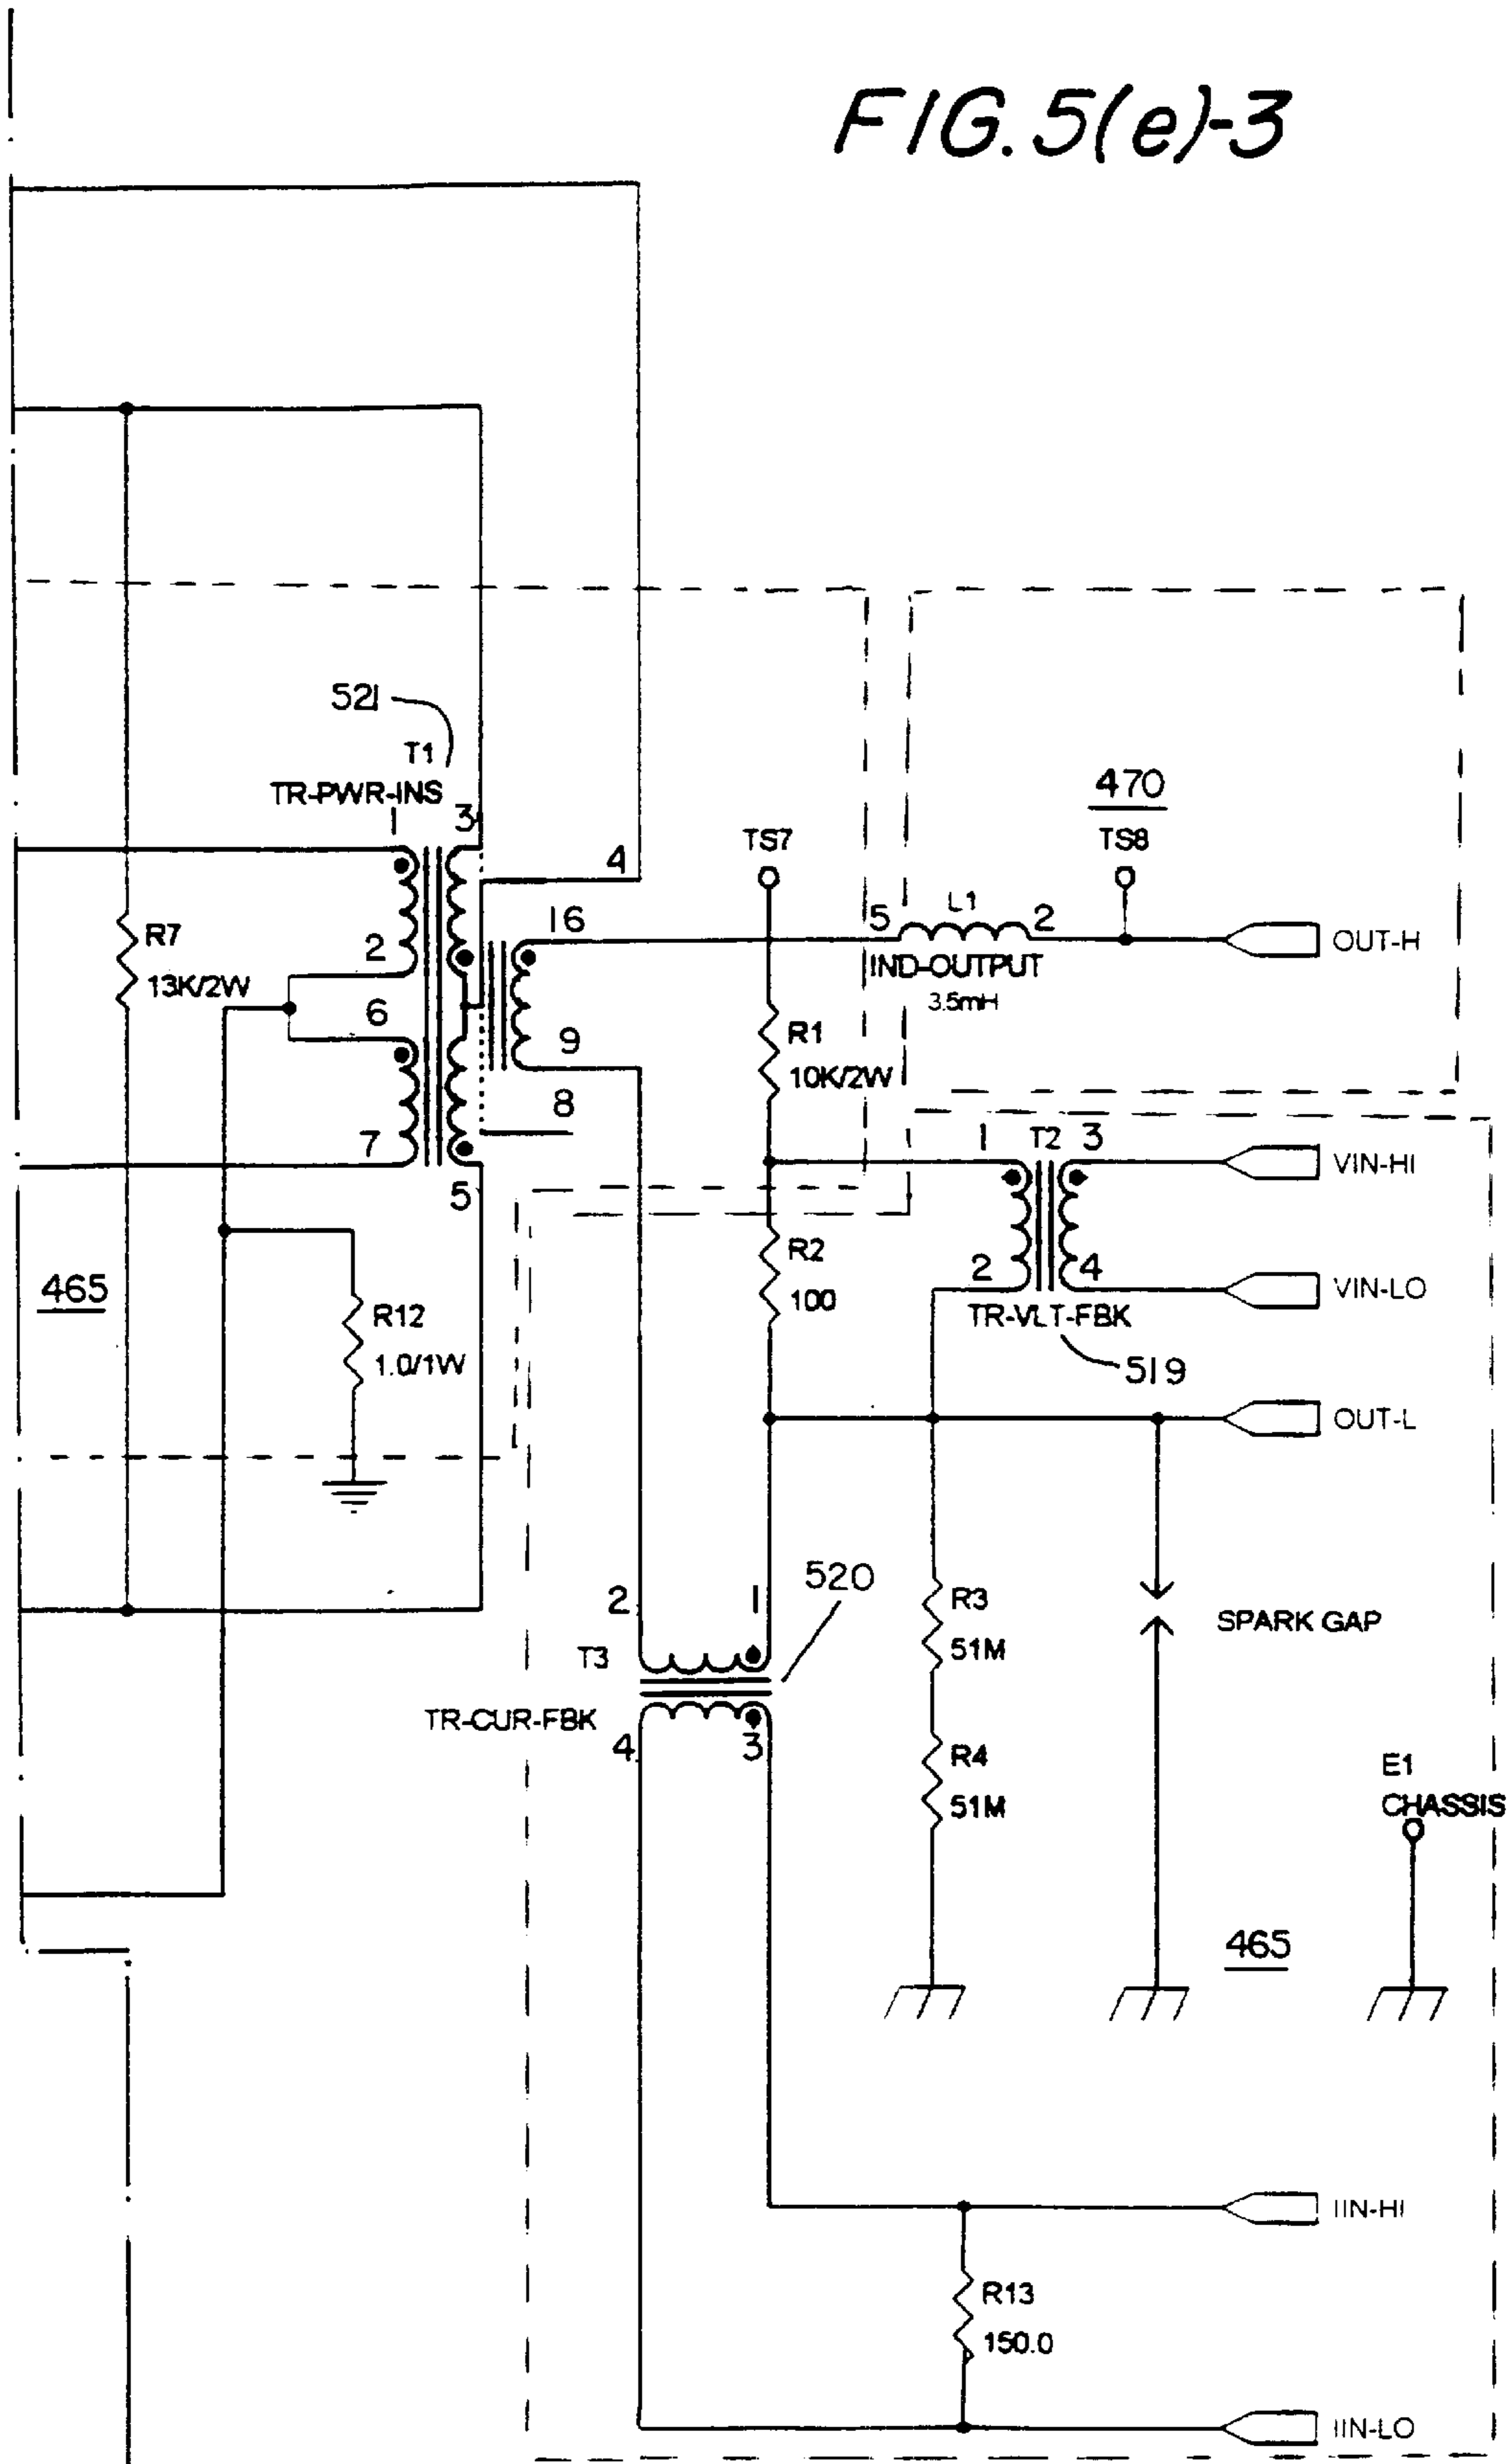 FIG. 5(e)-3
521
T1
TR-PWR-INS
1
3
4
470
TS7
TS8
16
5
L1
2
OUT-H
R7
13K/2W
2
IND-OUTPUT
3.5mH
6
9
R1
10K/2W
8
7
1
T2
3
VIN-HI
5
R2
100
2
4
VIN-LO
465
R12
1.0/1W
TR-VLT-FBK
519
OUT-L
2
1
520
R3
51M
SPARK GAP
T3
TR-CUR-FBK
4
3
R4
51M
E1
CHASSIS
465
IIN-HI
R13
150.0
IIN-LO